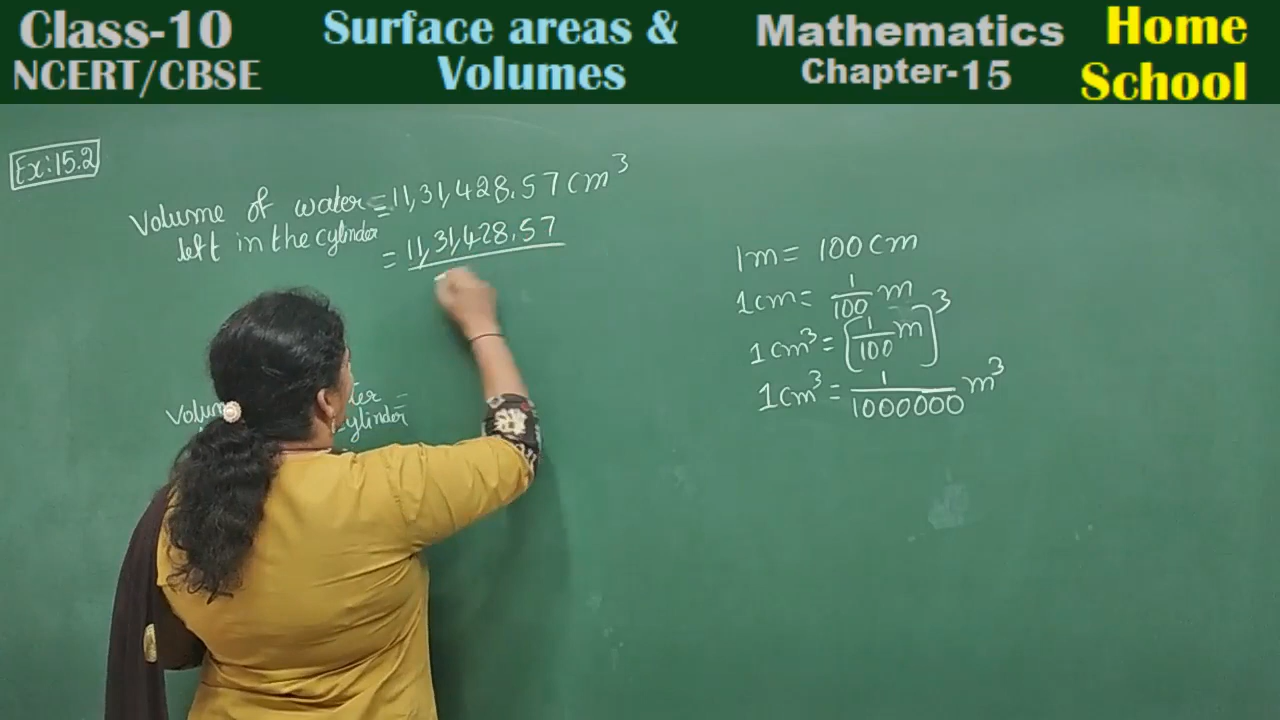 Class-10
NCERT/CBSE
Surface areas &
Volumes
Mathematics
Chapter-15
Home
School
Ex:15.2
Volume of water = 11,31,428.57 cm³
left in the cylinder
= 11,31,428.57
1m = 100 cm
1cm = 1/100 m
1cm³ = [1/100 m]³
1cm³ = 1/1000000 m³
ylinder